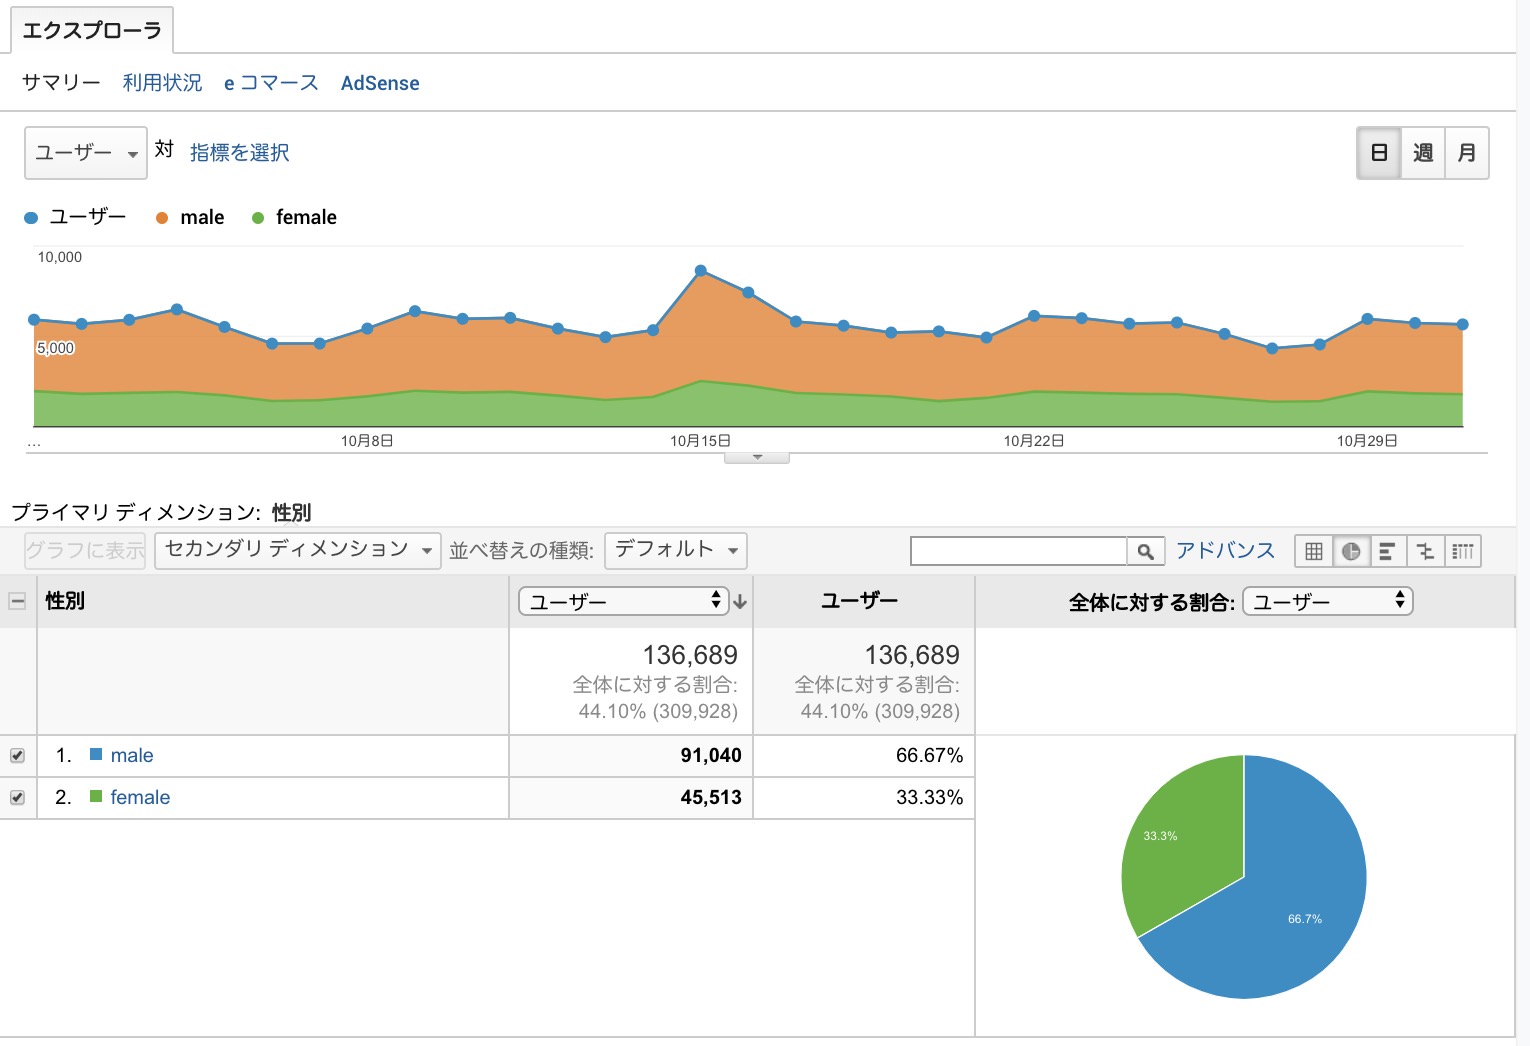 エクスプローラ
サマリー 利用状況 e コマース AdSense
ユーザー 対 指標を選択 日 週 月
ユーザー male female
10,000
5,000
... 10月8日 10月15日 10月22日 10月29日
プライマリ ディメンション: 性別
グラフに表示 セカンダリ ディメンション 並べ替えの種類: デフォルト アドバンス
性別 ユーザー ユーザー 全体に対する割合: ユーザー
136,689 136,689
全体に対する割合: 全体に対する割合:
44.10% (309,928) 44.10% (309,928)
1. male 91,040 66.67%
2. female 45,513 33.33%
33.3%
66.7%